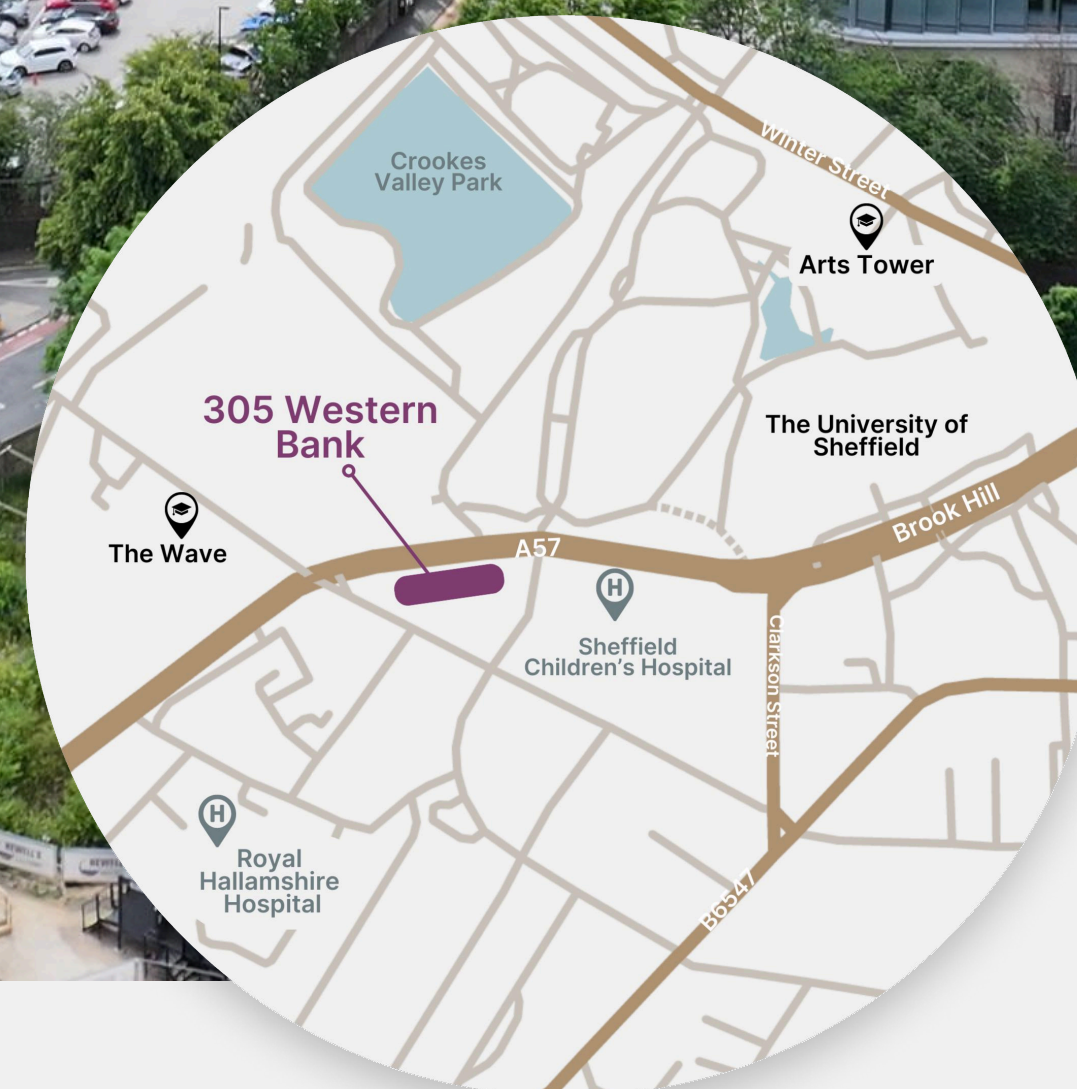 Winter Street
Crookes
Valley Park
Arts Tower
305 Western
Bank
The University of
Sheffield
The Wave
A57
Brook Hill
H
Sheffield
Children's Hospital
Clarkson Street
H
Royal
Hallamshire
Hospital
B6547